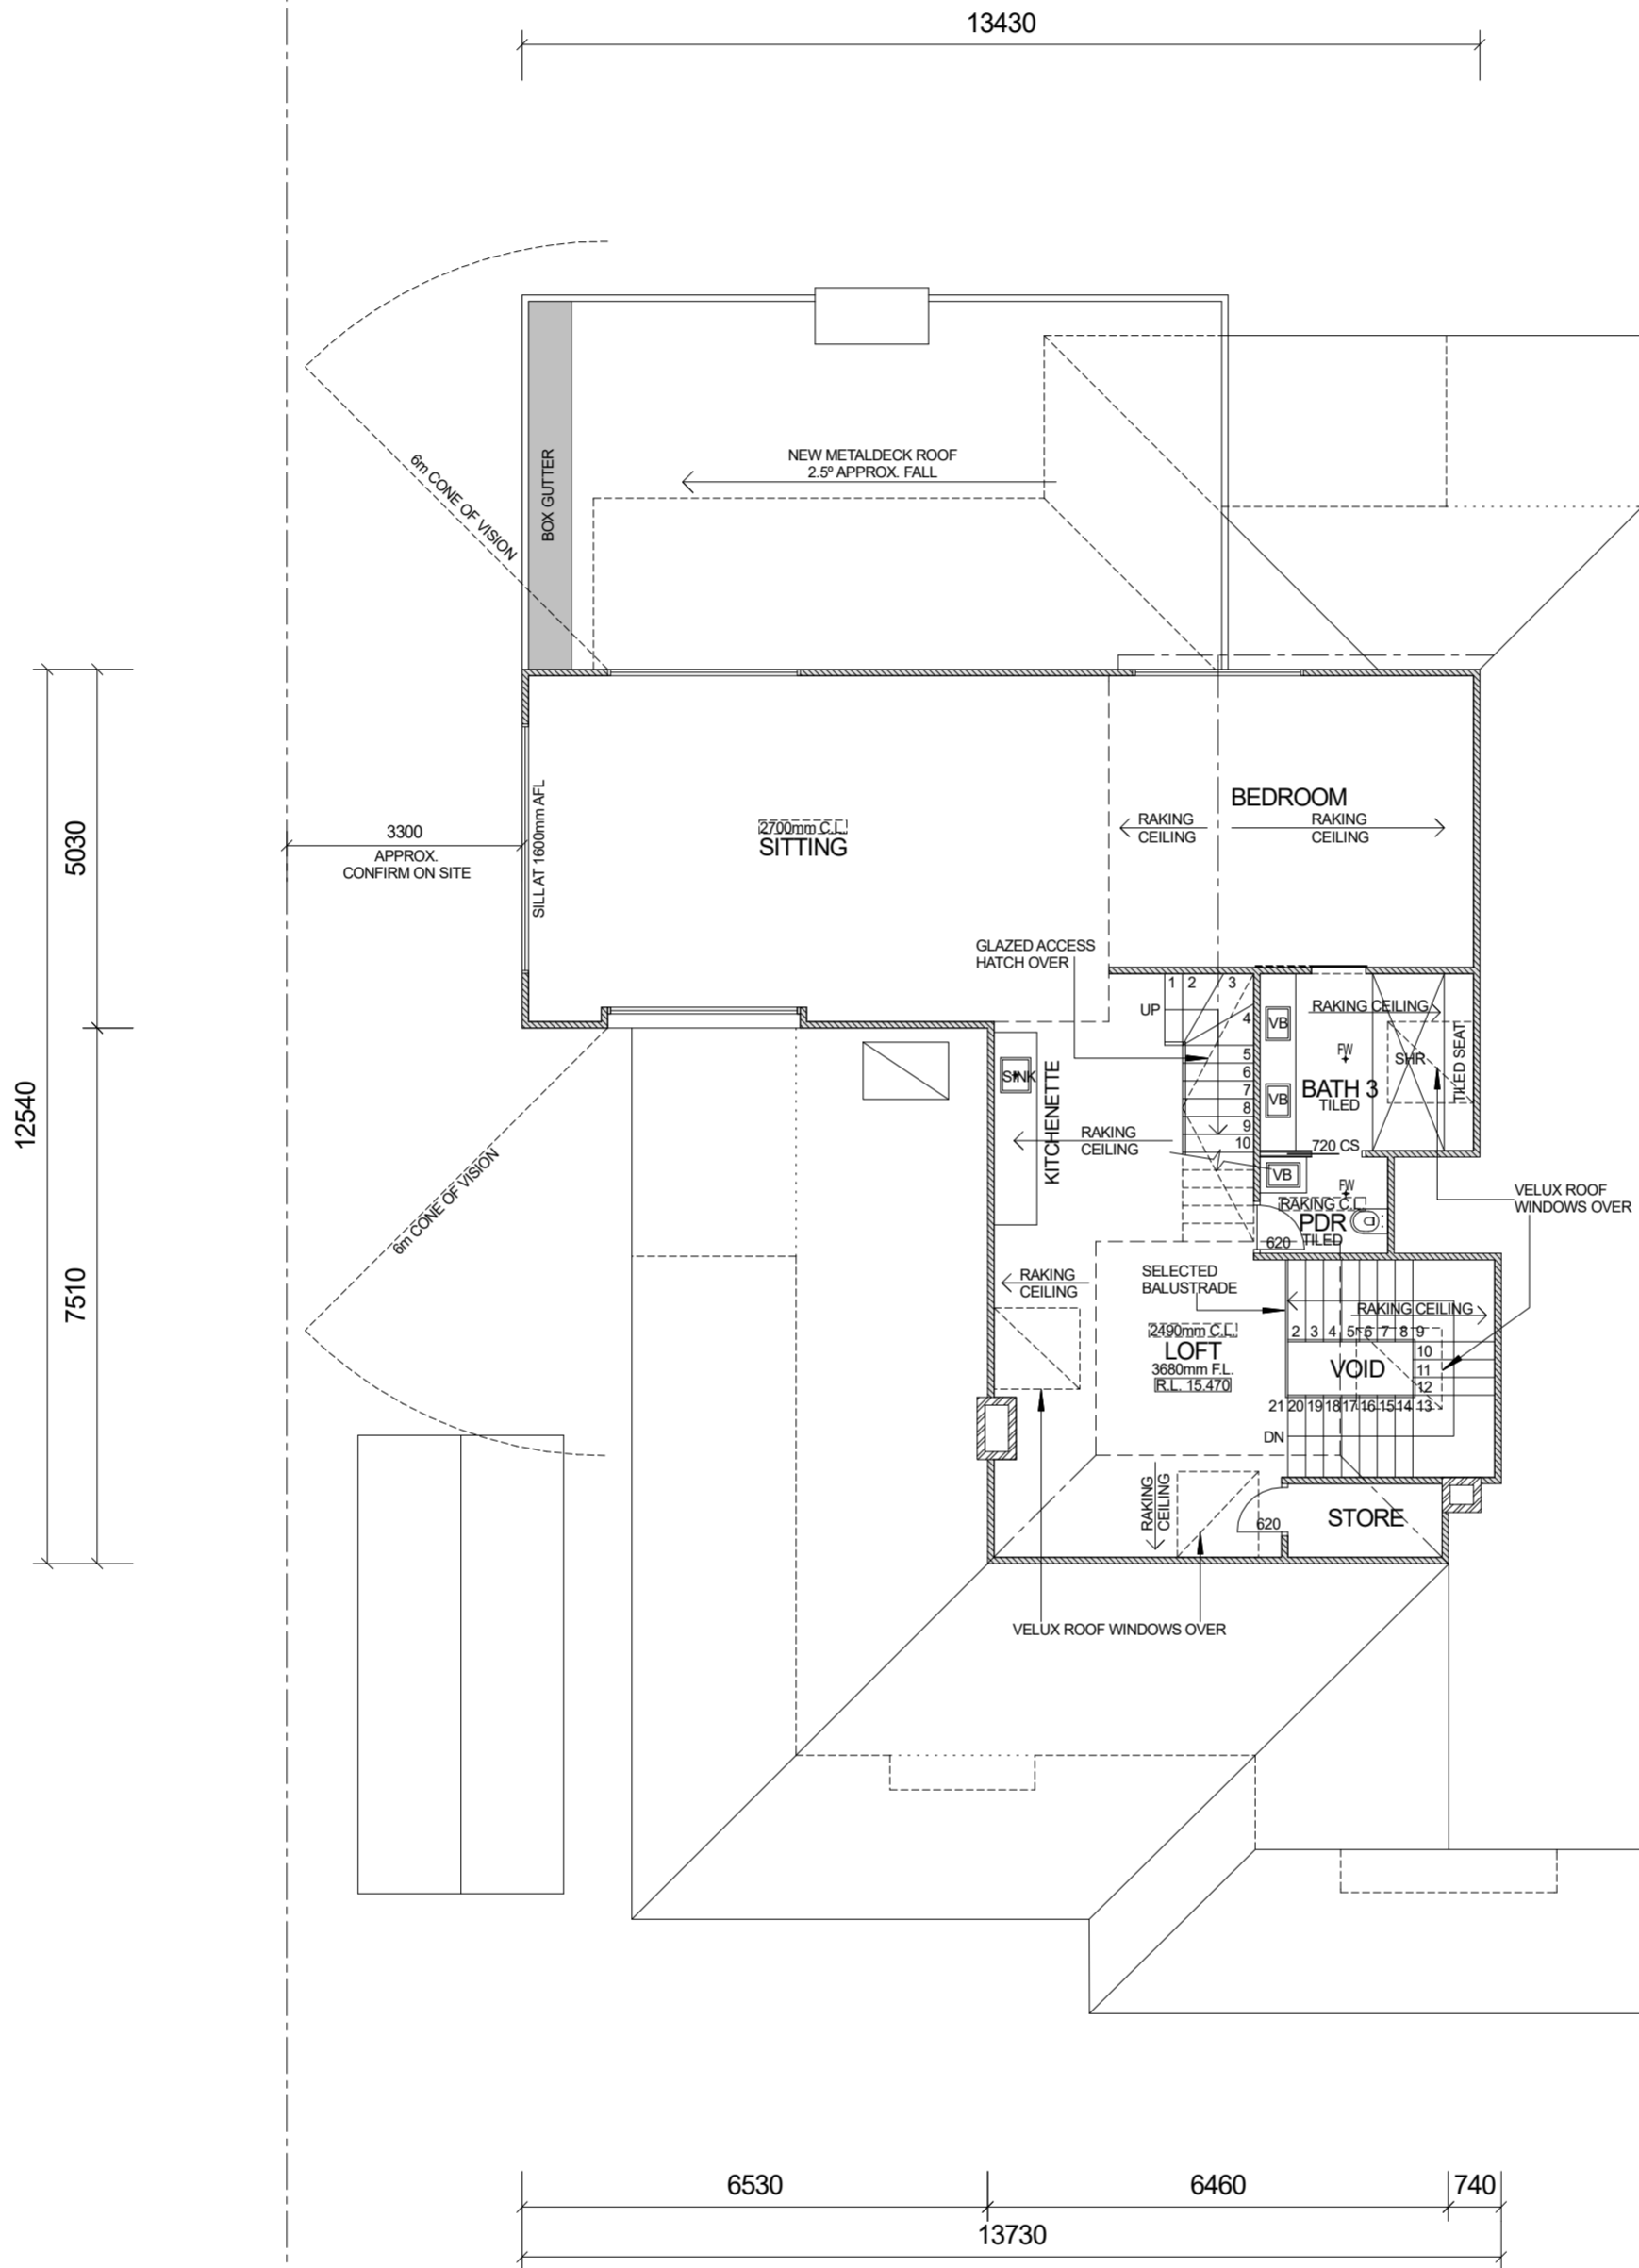 13430
BOX GUTTER
6m CONE OF VISION
NEW METALDECK ROOF
2.5º APPROX. FALL
5030
12540
7510
3300
APPROX.
CONFIRM ON SITE
SILL AT 1600mm AFL
2700mm C.L.
SITTING
BEDROOM
RAKING
CEILING
RAKING
CEILING
GLAZED ACCESS
HATCH OVER
1 2 3
UP
4
5
6
7
8
9
10
VB
VB
RAKING CEILING
FW
SHR
TILED SEAT
BATH 3
TILED
720 CS
SINK
KITCHENETTE
RAKING
CEILING
VB
FW
RAKING C.L.
PDR
TILED
620
VELUX ROOF
WINDOWS OVER
6m CONE OF VISION
RAKING
CEILING
SELECTED
BALUSTRADE
RAKING CEILING
2490mm C.L.
LOFT
3680mm F.L.
R.L. 15.470
2 3 4 5 6 7 8 9
10
11
12
VOID
21 20 19 18 17 16 15 14 13
DN
RAKING
CEILING
620
STORE
VELUX ROOF WINDOWS OVER
6530
6460
740
13730